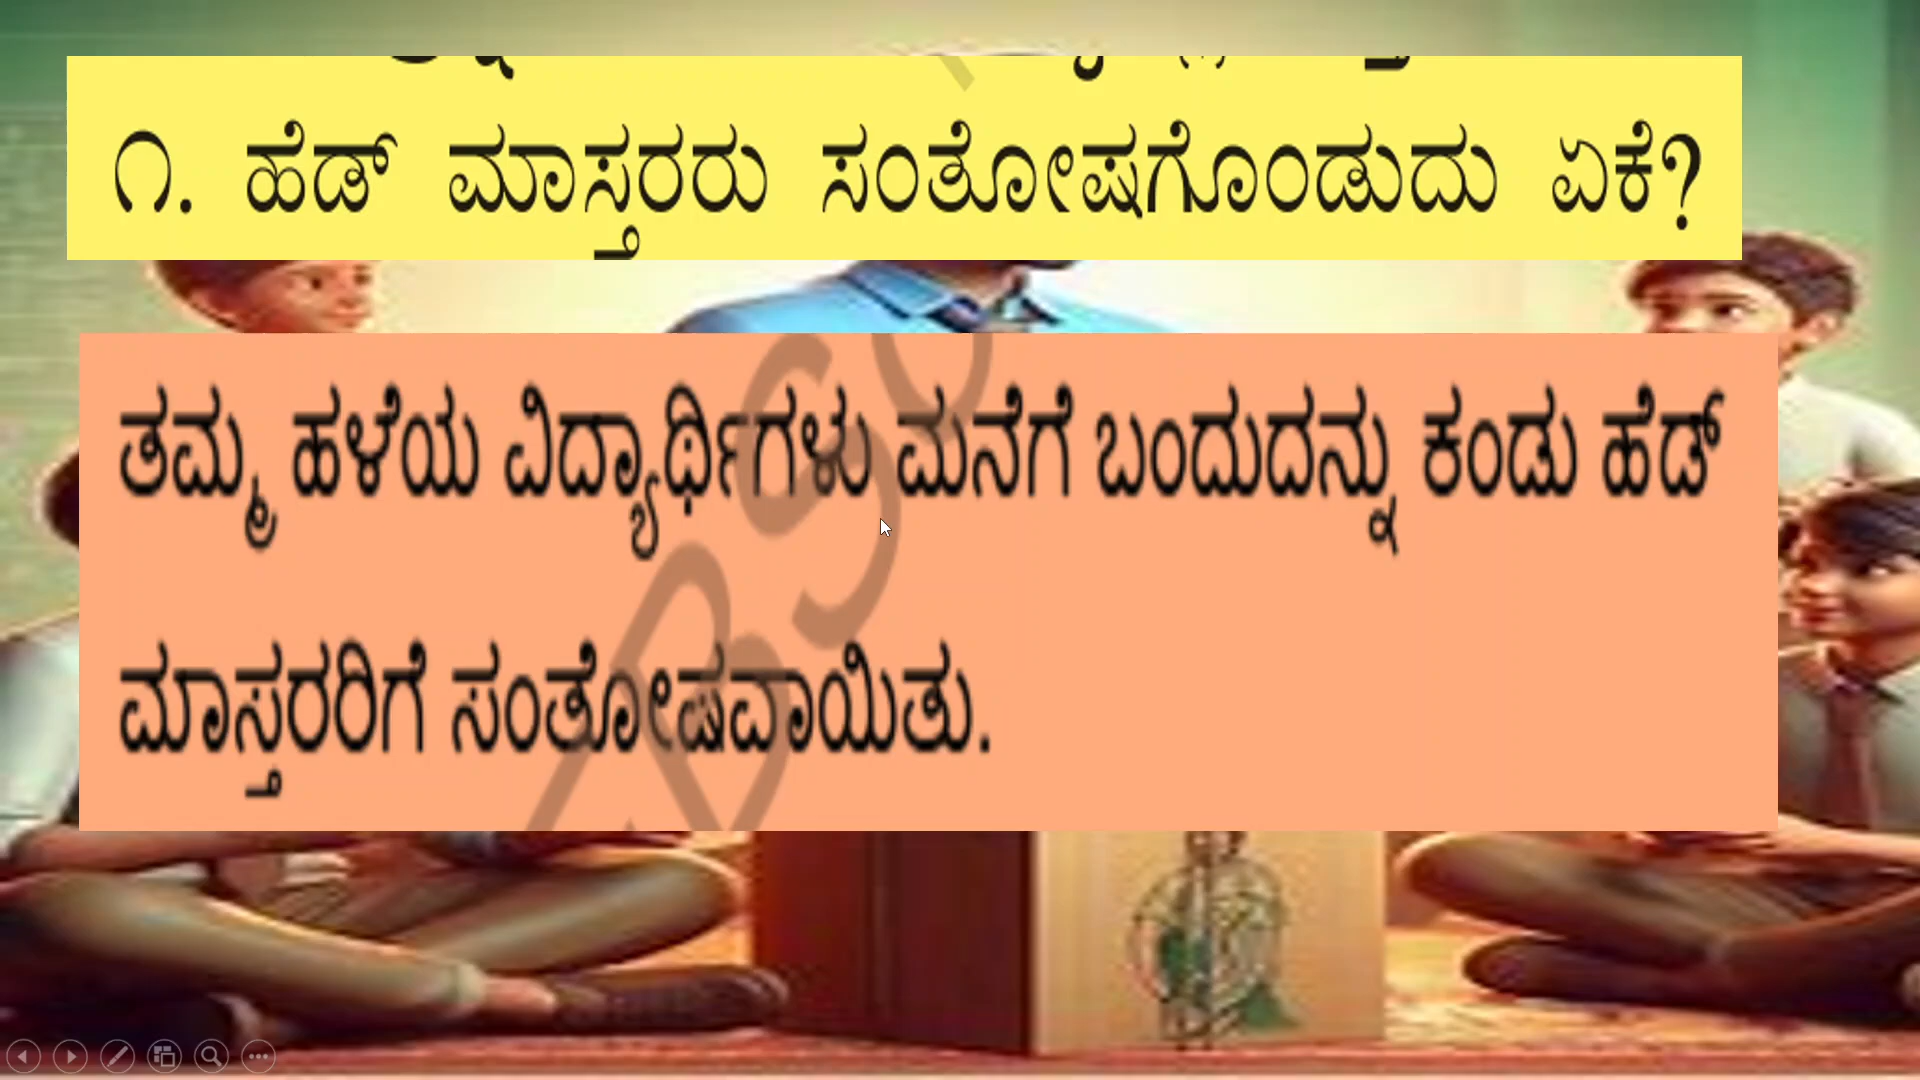 ೧. ಹೆಡ್ ಮಾಸ್ತರರು ಸಂತೋಷಗೊಂಡುದು ಏಕೆ?
ತಮ್ಮ ಹಳೆಯ ವಿದ್ಯಾರ್ಥಿಗಳು ಮನೆಗೆ ಬಂದುದನ್ನು ಕಂಡು ಹೆಡ್
ಮಾಸ್ತರರಿಗೆ ಸಂತೋಷವಾಯಿತು.